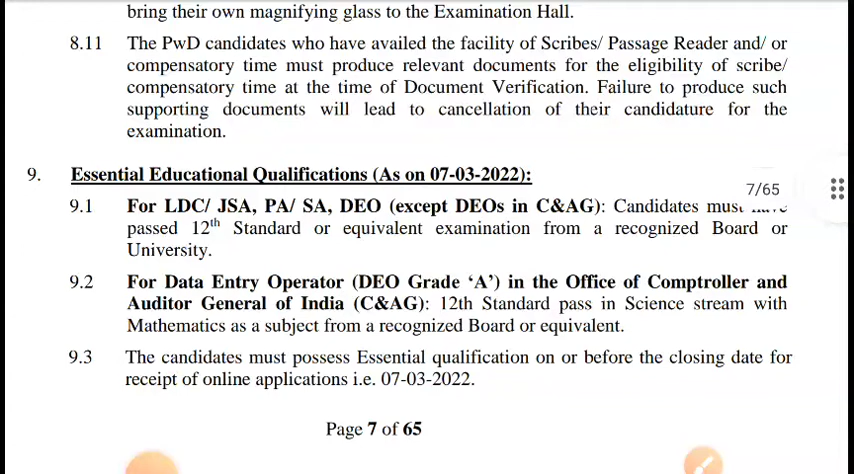 bring their own magnifying glass to the Examination Hall.
8.11 The PwD candidates who have availed the facility of Scribes/ Passage Reader and/ or
compensatory time must produce relevant documents for the eligibility of scribe/
compensatory time at the time of Document Verification. Failure to produce such
supporting documents will lead to cancellation of their candidature for the
examination.
9. Essential Educational Qualifications (As on 07-03-2022):
7/65
9.1 For LDC/ JSA, PA/ SA, DEO (except DEOs in C&AG): Candidates must
passed 12th Standard or equivalent examination from a recognized Board or
University.
9.2 For Data Entry Operator (DEO Grade ‘A’) in the Office of Comptroller and
Auditor General of India (C&AG): 12th Standard pass in Science stream with
Mathematics as a subject from a recognized Board or equivalent.
9.3 The candidates must possess Essential qualification on or before the closing date for
receipt of online applications i.e. 07-03-2022.
Page 7 of 65